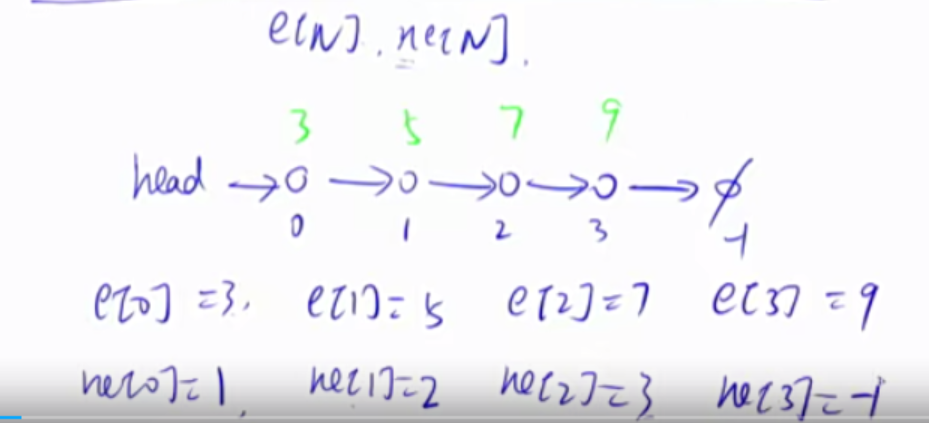 e[N], ne[N].
3 5 7 9
head → o → o → o → o → ∅
0 1 2 3 -1
e[0]=3, e[1]=5 e[2]=7 e[3]=9
ne[0]=1, ne[1]=2 ne[2]=3 ne[3]=-1